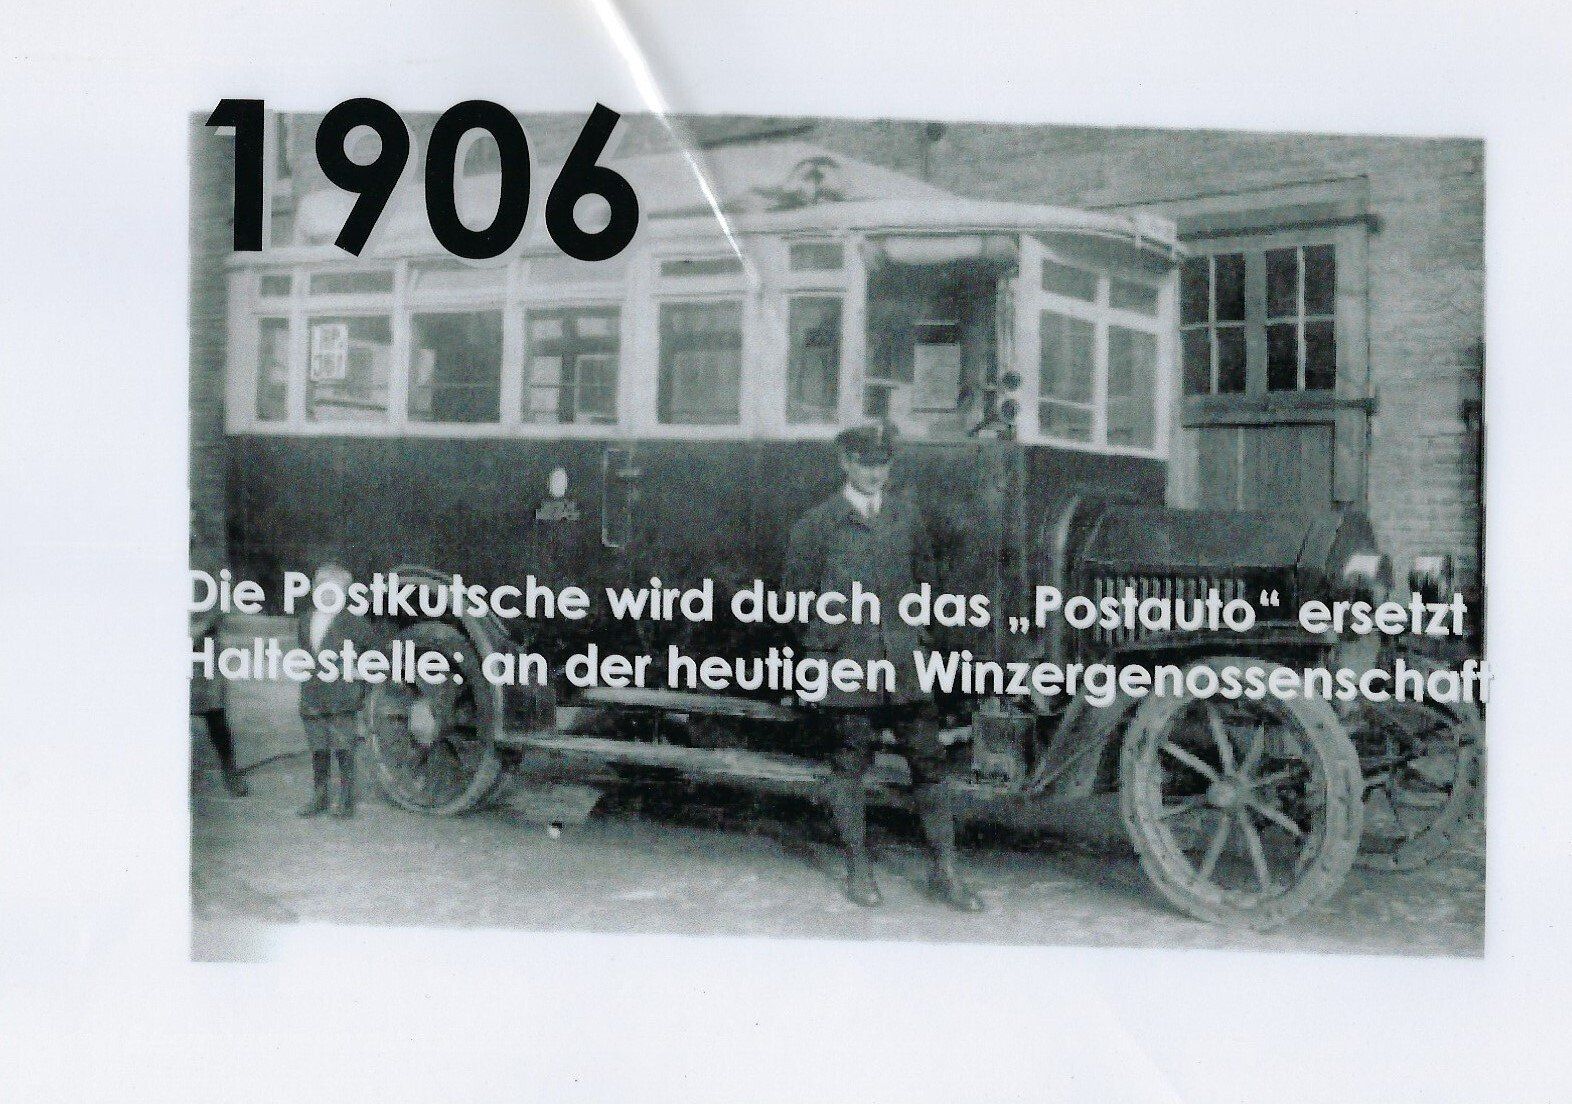 1906
Die Postkutsche wird durch das „Postauto“ ersetzt
Haltestelle: an der heutigen Winzergenossenschaft